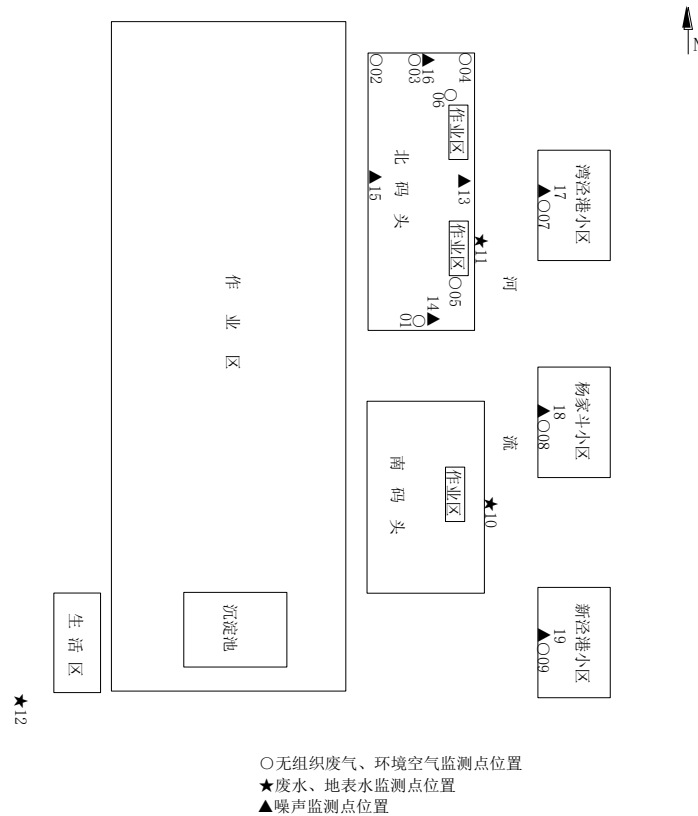 N
○02
○03
▲16
○04
○06
作业区
北码头
▲15
▲13
作业区
★11
○05
▲14
○01
河
流
湾泾港小区
▲17
○07
杨家斗小区
▲18
○08
新泾港小区
▲19
○09
作业区
南码头
作业区
★10
沉淀池
生活区
★12
○无组织废气、环境空气监测点位置
★废水、地表水监测点位置
▲噪声监测点位置